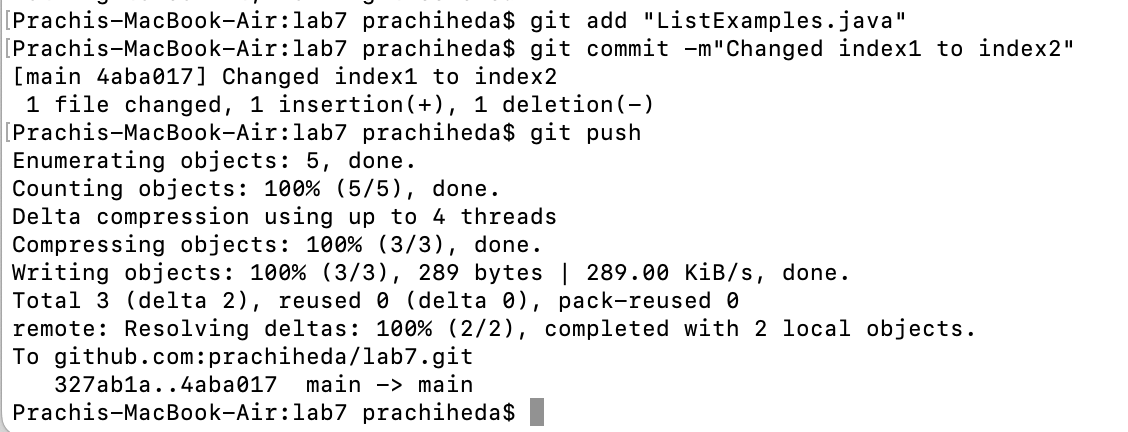 [Prachis-MacBook-Air:lab7 prachiheda$ git add "ListExamples.java"
[Prachis-MacBook-Air:lab7 prachiheda$ git commit -m"Changed index1 to index2"
[main 4aba017] Changed index1 to index2
 1 file changed, 1 insertion(+), 1 deletion(-)
[Prachis-MacBook-Air:lab7 prachiheda$ git push
Enumerating objects: 5, done.
Counting objects: 100% (5/5), done.
Delta compression using up to 4 threads
Compressing objects: 100% (3/3), done.
Writing objects: 100% (3/3), 289 bytes | 289.00 KiB/s, done.
Total 3 (delta 2), reused 0 (delta 0), pack-reused 0
remote: Resolving deltas: 100% (2/2), completed with 2 local objects.
To github.com:prachiheda/lab7.git
   327ab1a..4aba017  main -> main
Prachis-MacBook-Air:lab7 prachiheda$